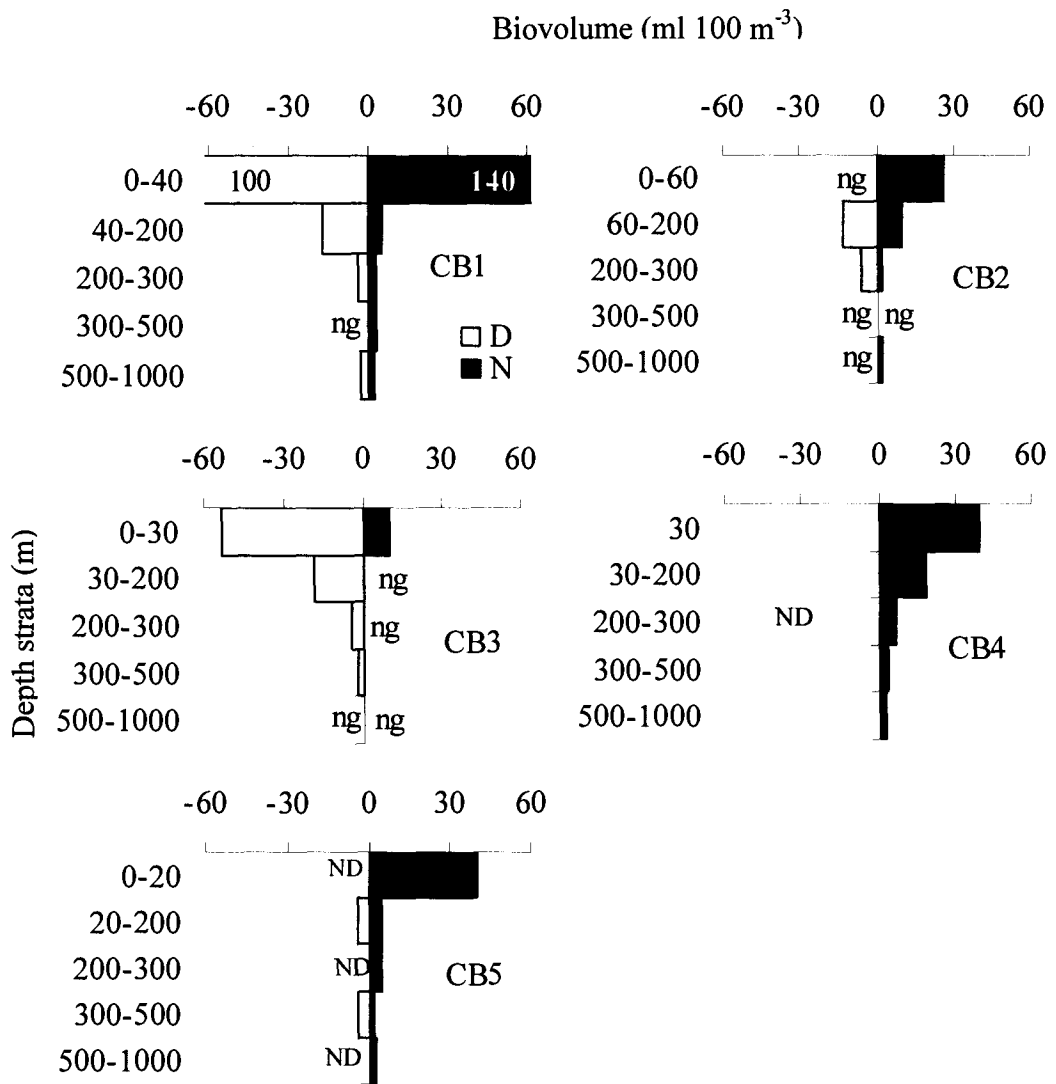 Biovolume (ml 100 m-3)
-60 -30 0 30 60
0-40 100 140
40-200
200-300 CB1
300-500 ng
500-1000
D
N
-60 -30 0 30 60
0-60 ng
60-200
200-300 CB2
300-500 ng ng
500-1000 ng
Depth strata (m)
-60 -30 0 30 60
0-30
30-200 ng
200-300 ng
300-500 CB3
500-1000 ng ng
-60 -30 0 30 60
30
30-200
200-300 ND
300-500 CB4
500-1000
-60 -30 0 30 60
0-20 ND
20-200
200-300 ND CB5
300-500
500-1000 ND